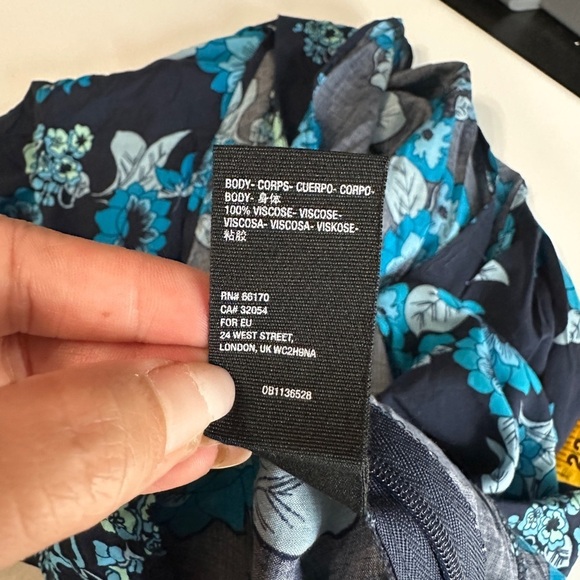 BODY- CORPS- CUERPO- CORPO-
BODY- 身体
100% VISCOSE- VISCOSE-
VISCOSA- VISCOSA- VISKOSE-
粘胶
RN# 66170
CA# 32054
FOR EU
24 WEST STREET,
LONDON, UK WC2H9NA
OB1136528